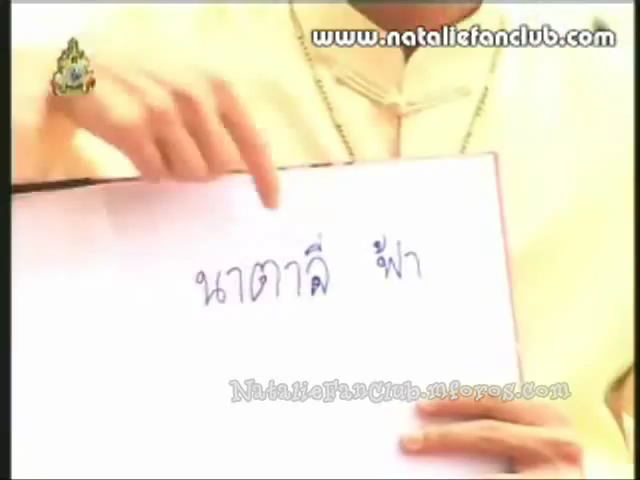 www.nataliefanclub.com
นาตาลี่ ฟ้า
NatalieFanClub.mforos.com